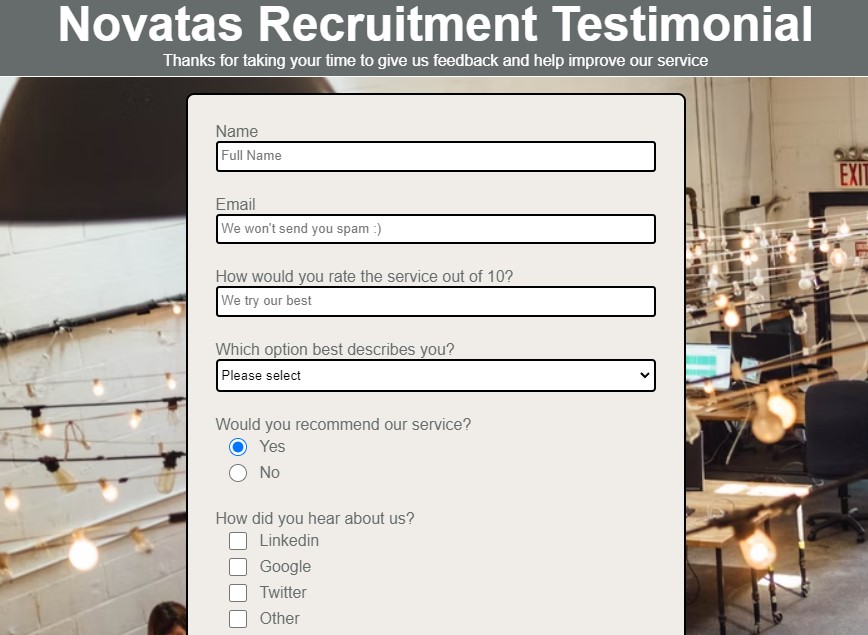 Novatas Recruitment Testimonial
Thanks for taking your time to give us feedback and help improve our service
Name
Full Name
Email
We won't send you spam :)
How would you rate the service out of 10?
We try our best
Which option best describes you?
Please select
Would you recommend our service?
Yes
No
How did you hear about us?
Linkedin
Google
Twitter
Other
EXIT